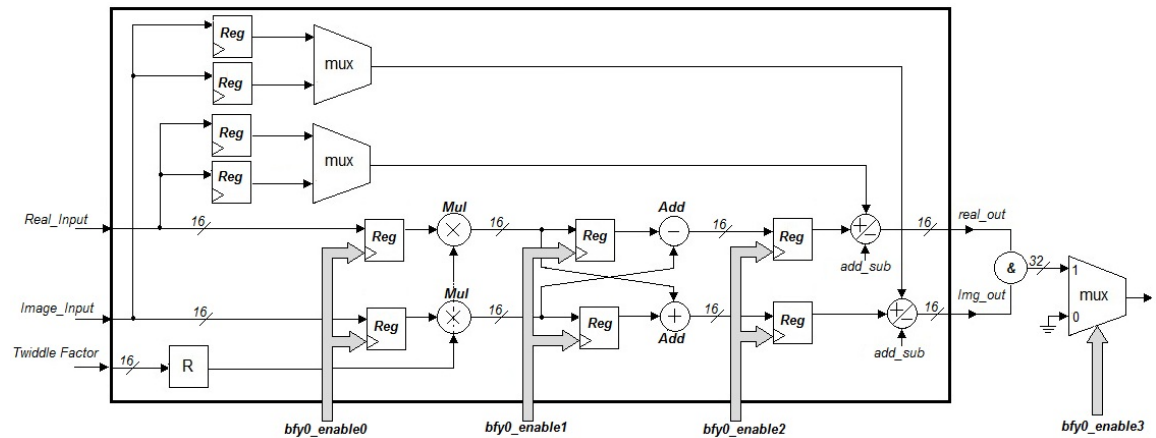 Reg
mux
Reg
Reg
mux
Reg
Real_Input
16
Reg
Mul
×
16
Reg
Add
−
16
Reg
+
−
add_sub
16
real_out
&
32
1
mux
0
Image_Input
16
Reg
Mul
×
16
Reg
+
Add
16
Reg
+
−
add_sub
16
Img_out
Twiddle Factor
16
R
bfy0_enable0
bfy0_enable1
bfy0_enable2
bfy0_enable3